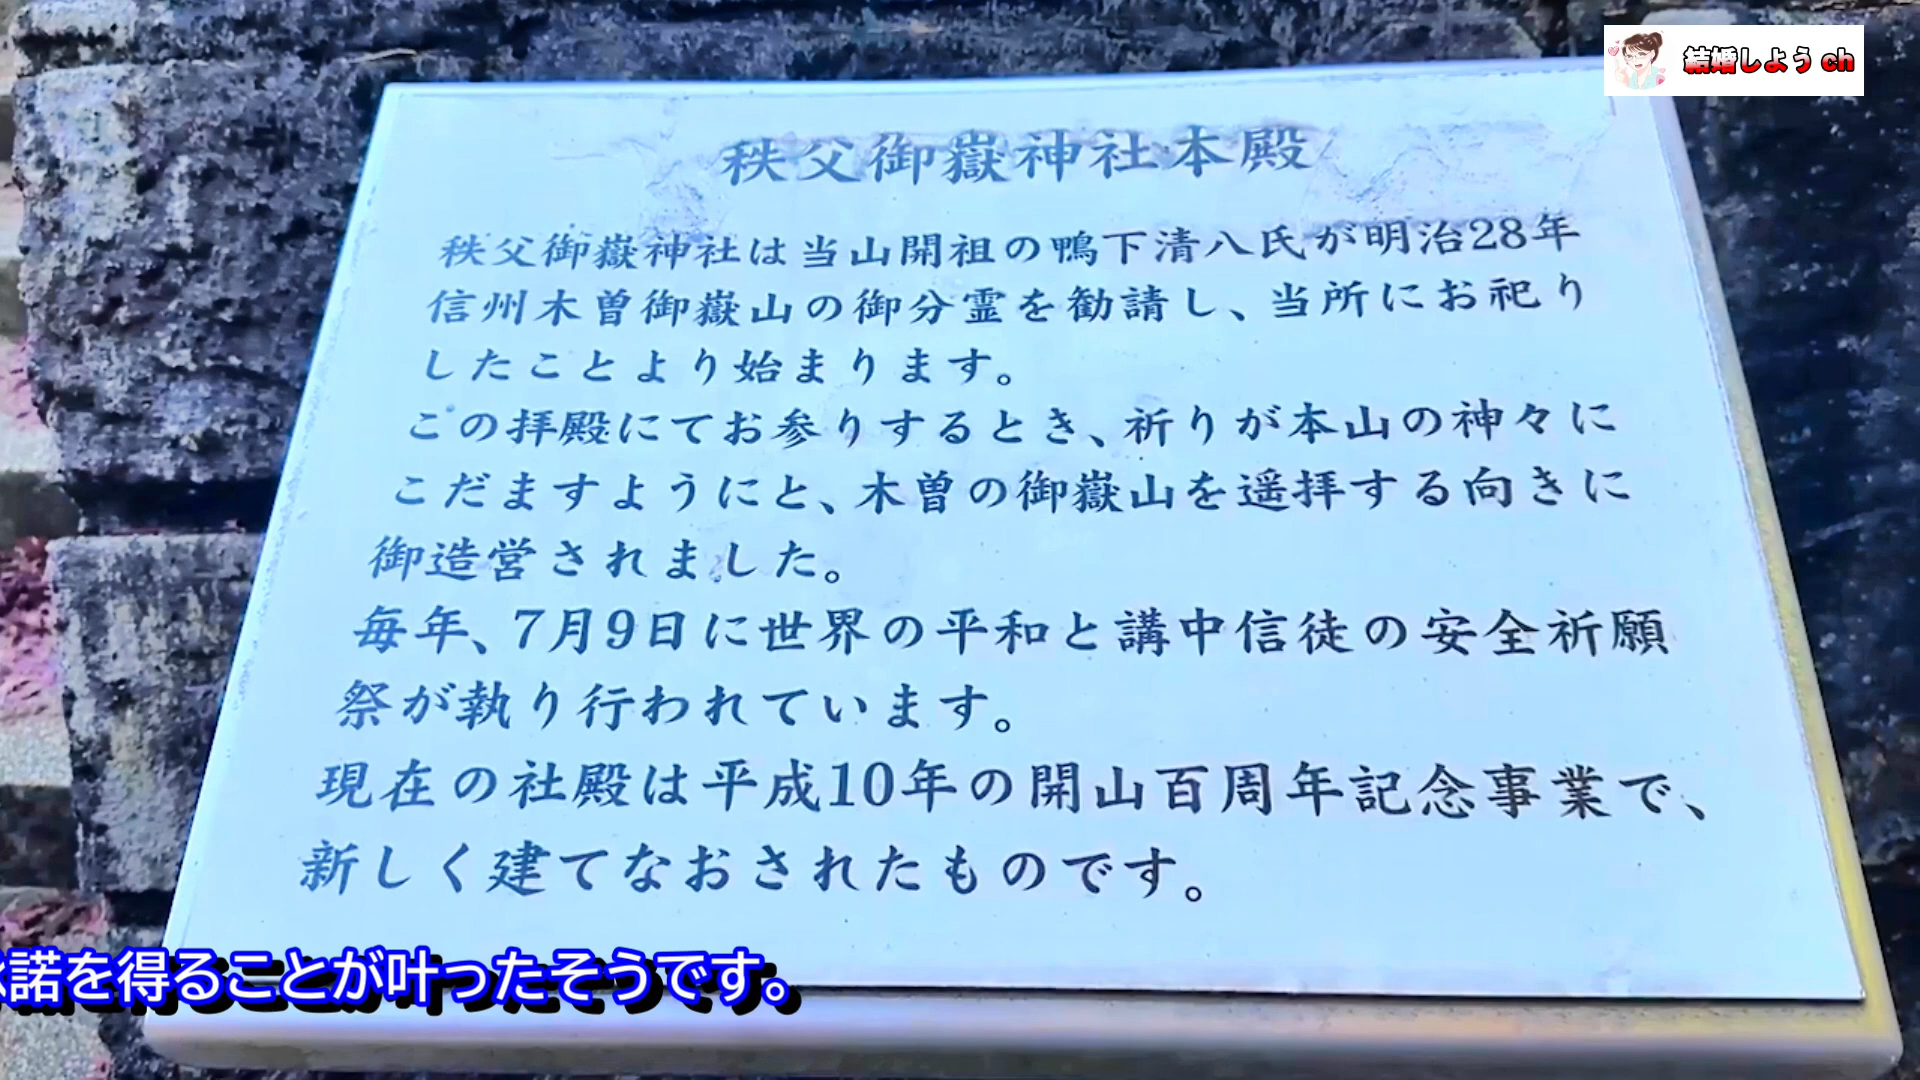 結婚しよう ch
秩父御嶽神社本殿
秩父御嶽神社は当山開祖の鴨下清八氏が明治28年
信州木曽御嶽山の御分霊を勧請し、当所にお祀り
したことより始まります。
この拝殿にてお参りするとき、祈りが本山の神々に
こだますようにと、木曽の御嶽山を遥拝する向きに
御造営されました。
毎年、7月9日に世界の平和と講中信徒の安全祈願
祭が執り行われています。
現在の社殿は平成10年の開山百周年記念事業で、
新しく建てなおされたものです。
諾を得ることが叶ったそうです。